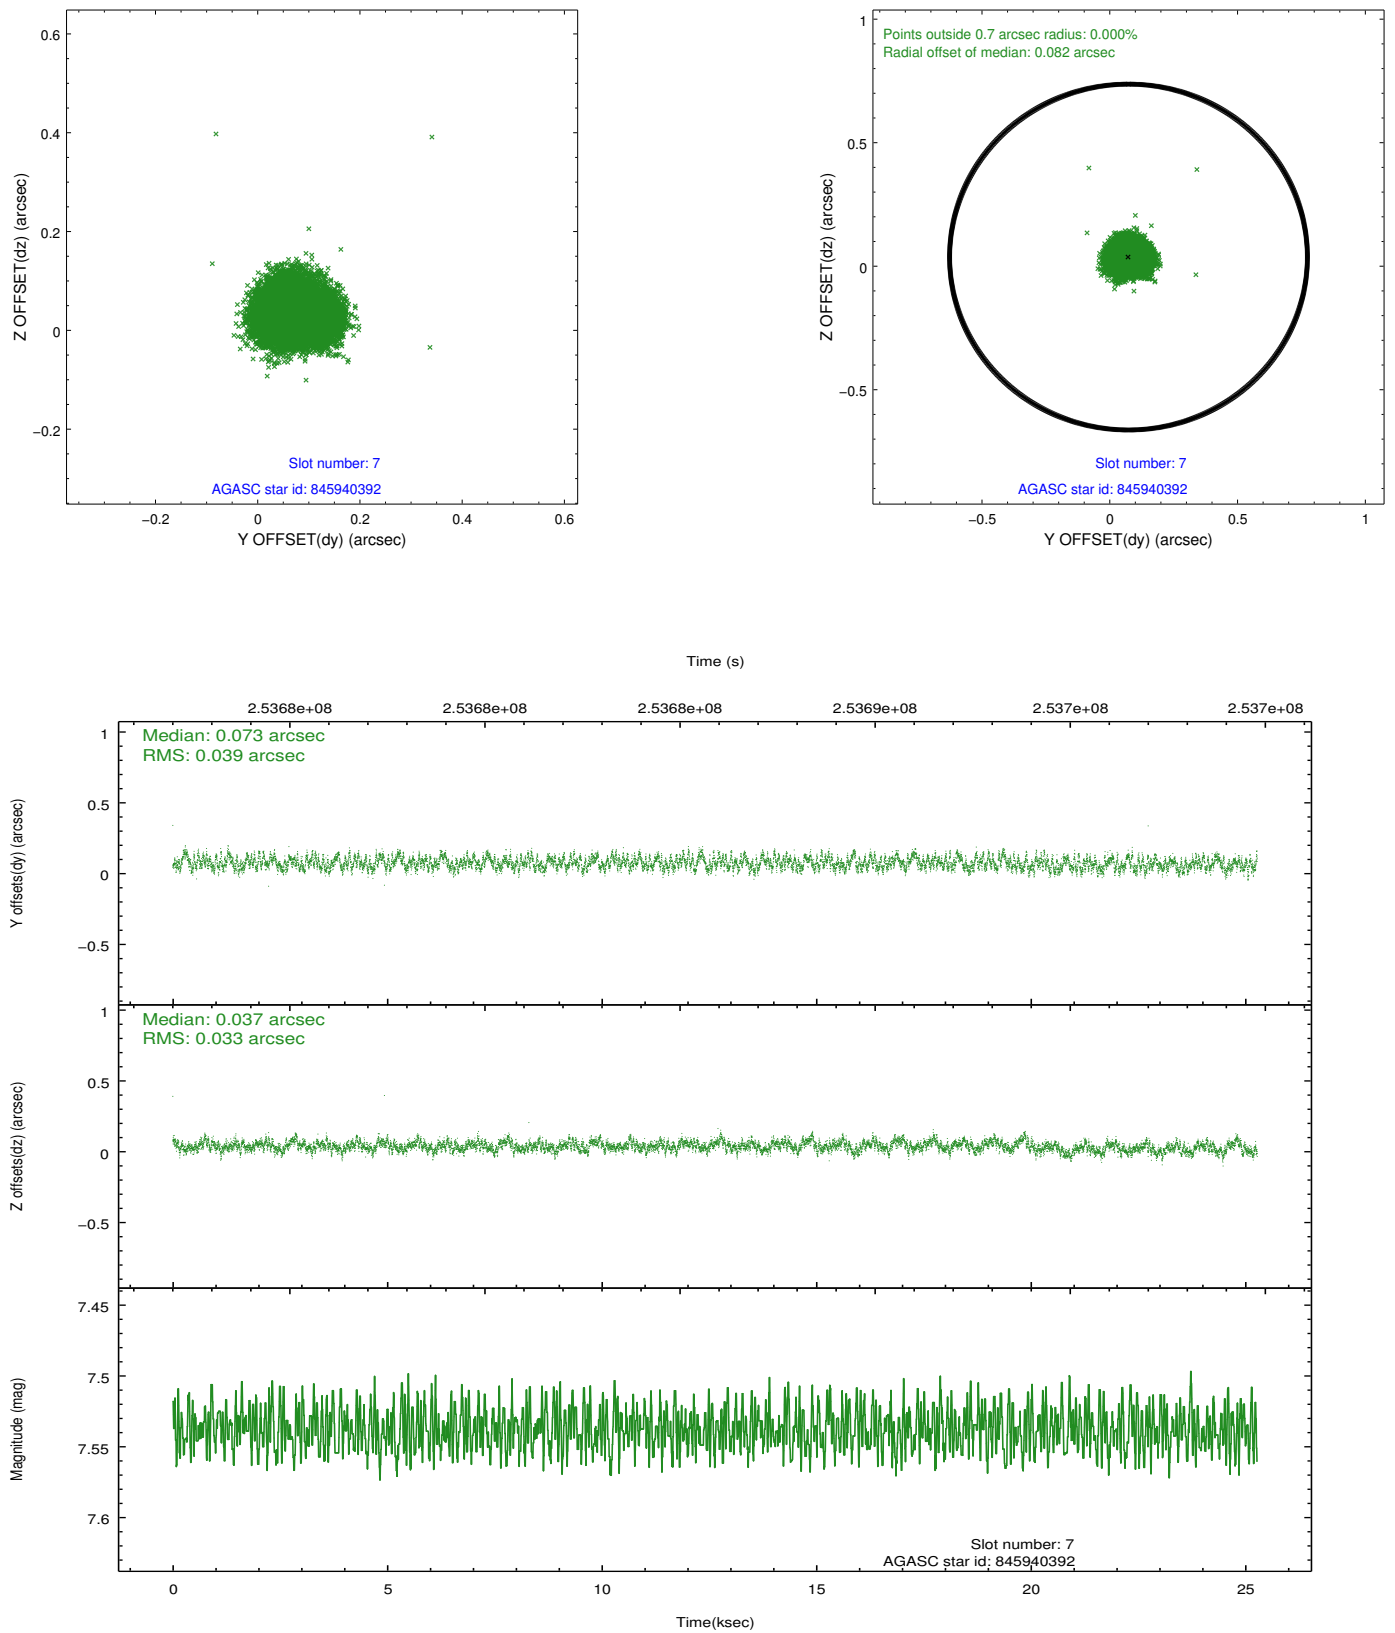 0.6
0.4
0.2
0
−0.2
Z OFFSET(dz) (arcsec)
Slot number: 7
AGASC star id: 845940392
−0.2 0 0.2 0.4 0.6
Y OFFSET(dy) (arcsec)
Points outside 0.7 arcsec radius: 0.000%
Radial offset of median: 0.082 arcsec
1
0.5
0
−0.5
Z OFFSET(dz) (arcsec)
Slot number: 7
AGASC star id: 845940392
−0.5 0 0.5 1
Y OFFSET(dy) (arcsec)
Time (s)
2.5368e+08 2.5368e+08 2.5368e+08 2.5369e+08 2.537e+08 2.537e+08
Median: 0.073 arcsec
RMS: 0.039 arcsec
1
0.5
0
−0.5
Y offsets(dy) (arcsec)
Median: 0.037 arcsec
RMS: 0.033 arcsec
1
0.5
0
−0.5
Z offsets(dz) (arcsec)
7.45
7.5
7.55
7.6
Magnitude (mag)
Slot number: 7
AGASC star id: 845940392
0 5 10 15 20 25
Time(ksec)